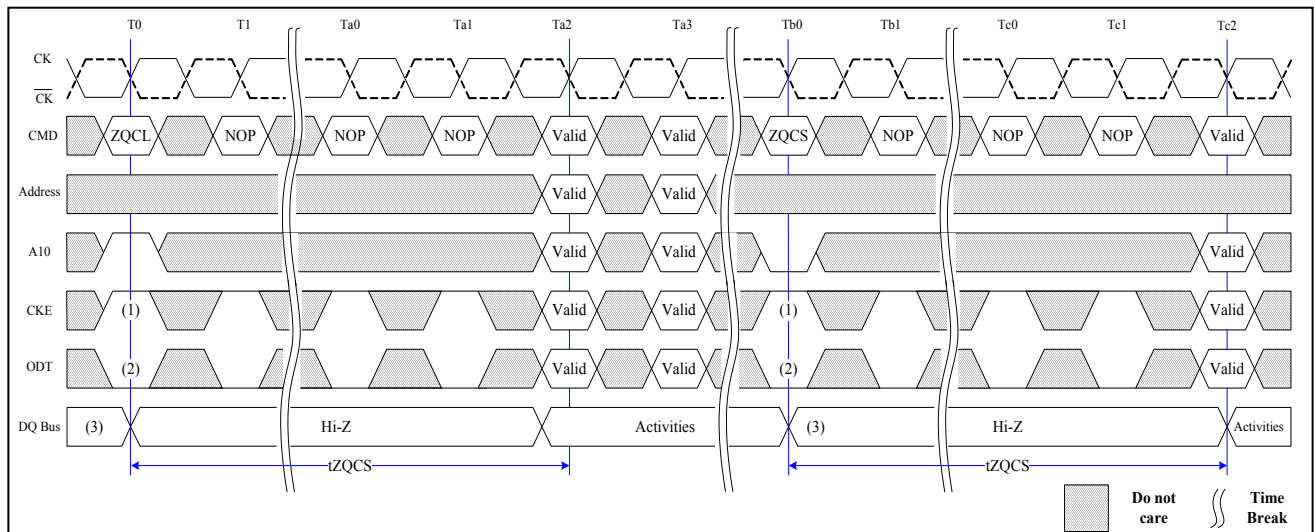 T0 T1 Ta0 Ta1 Ta2 Ta3 Tb0 Tb1 Tc0 Tc1 Tc2
CK
CK
CMD ZQCL NOP NOP NOP Valid Valid ZQCS NOP NOP NOP Valid
Address Valid Valid
A10 Valid Valid Valid
CKE (1) Valid Valid (1) Valid
ODT (2) Valid Valid (2) Valid
DQ Bus (3) Hi-Z Activities (3) Hi-Z Activities
tZQCS tZQCS
Do not care
Time Break